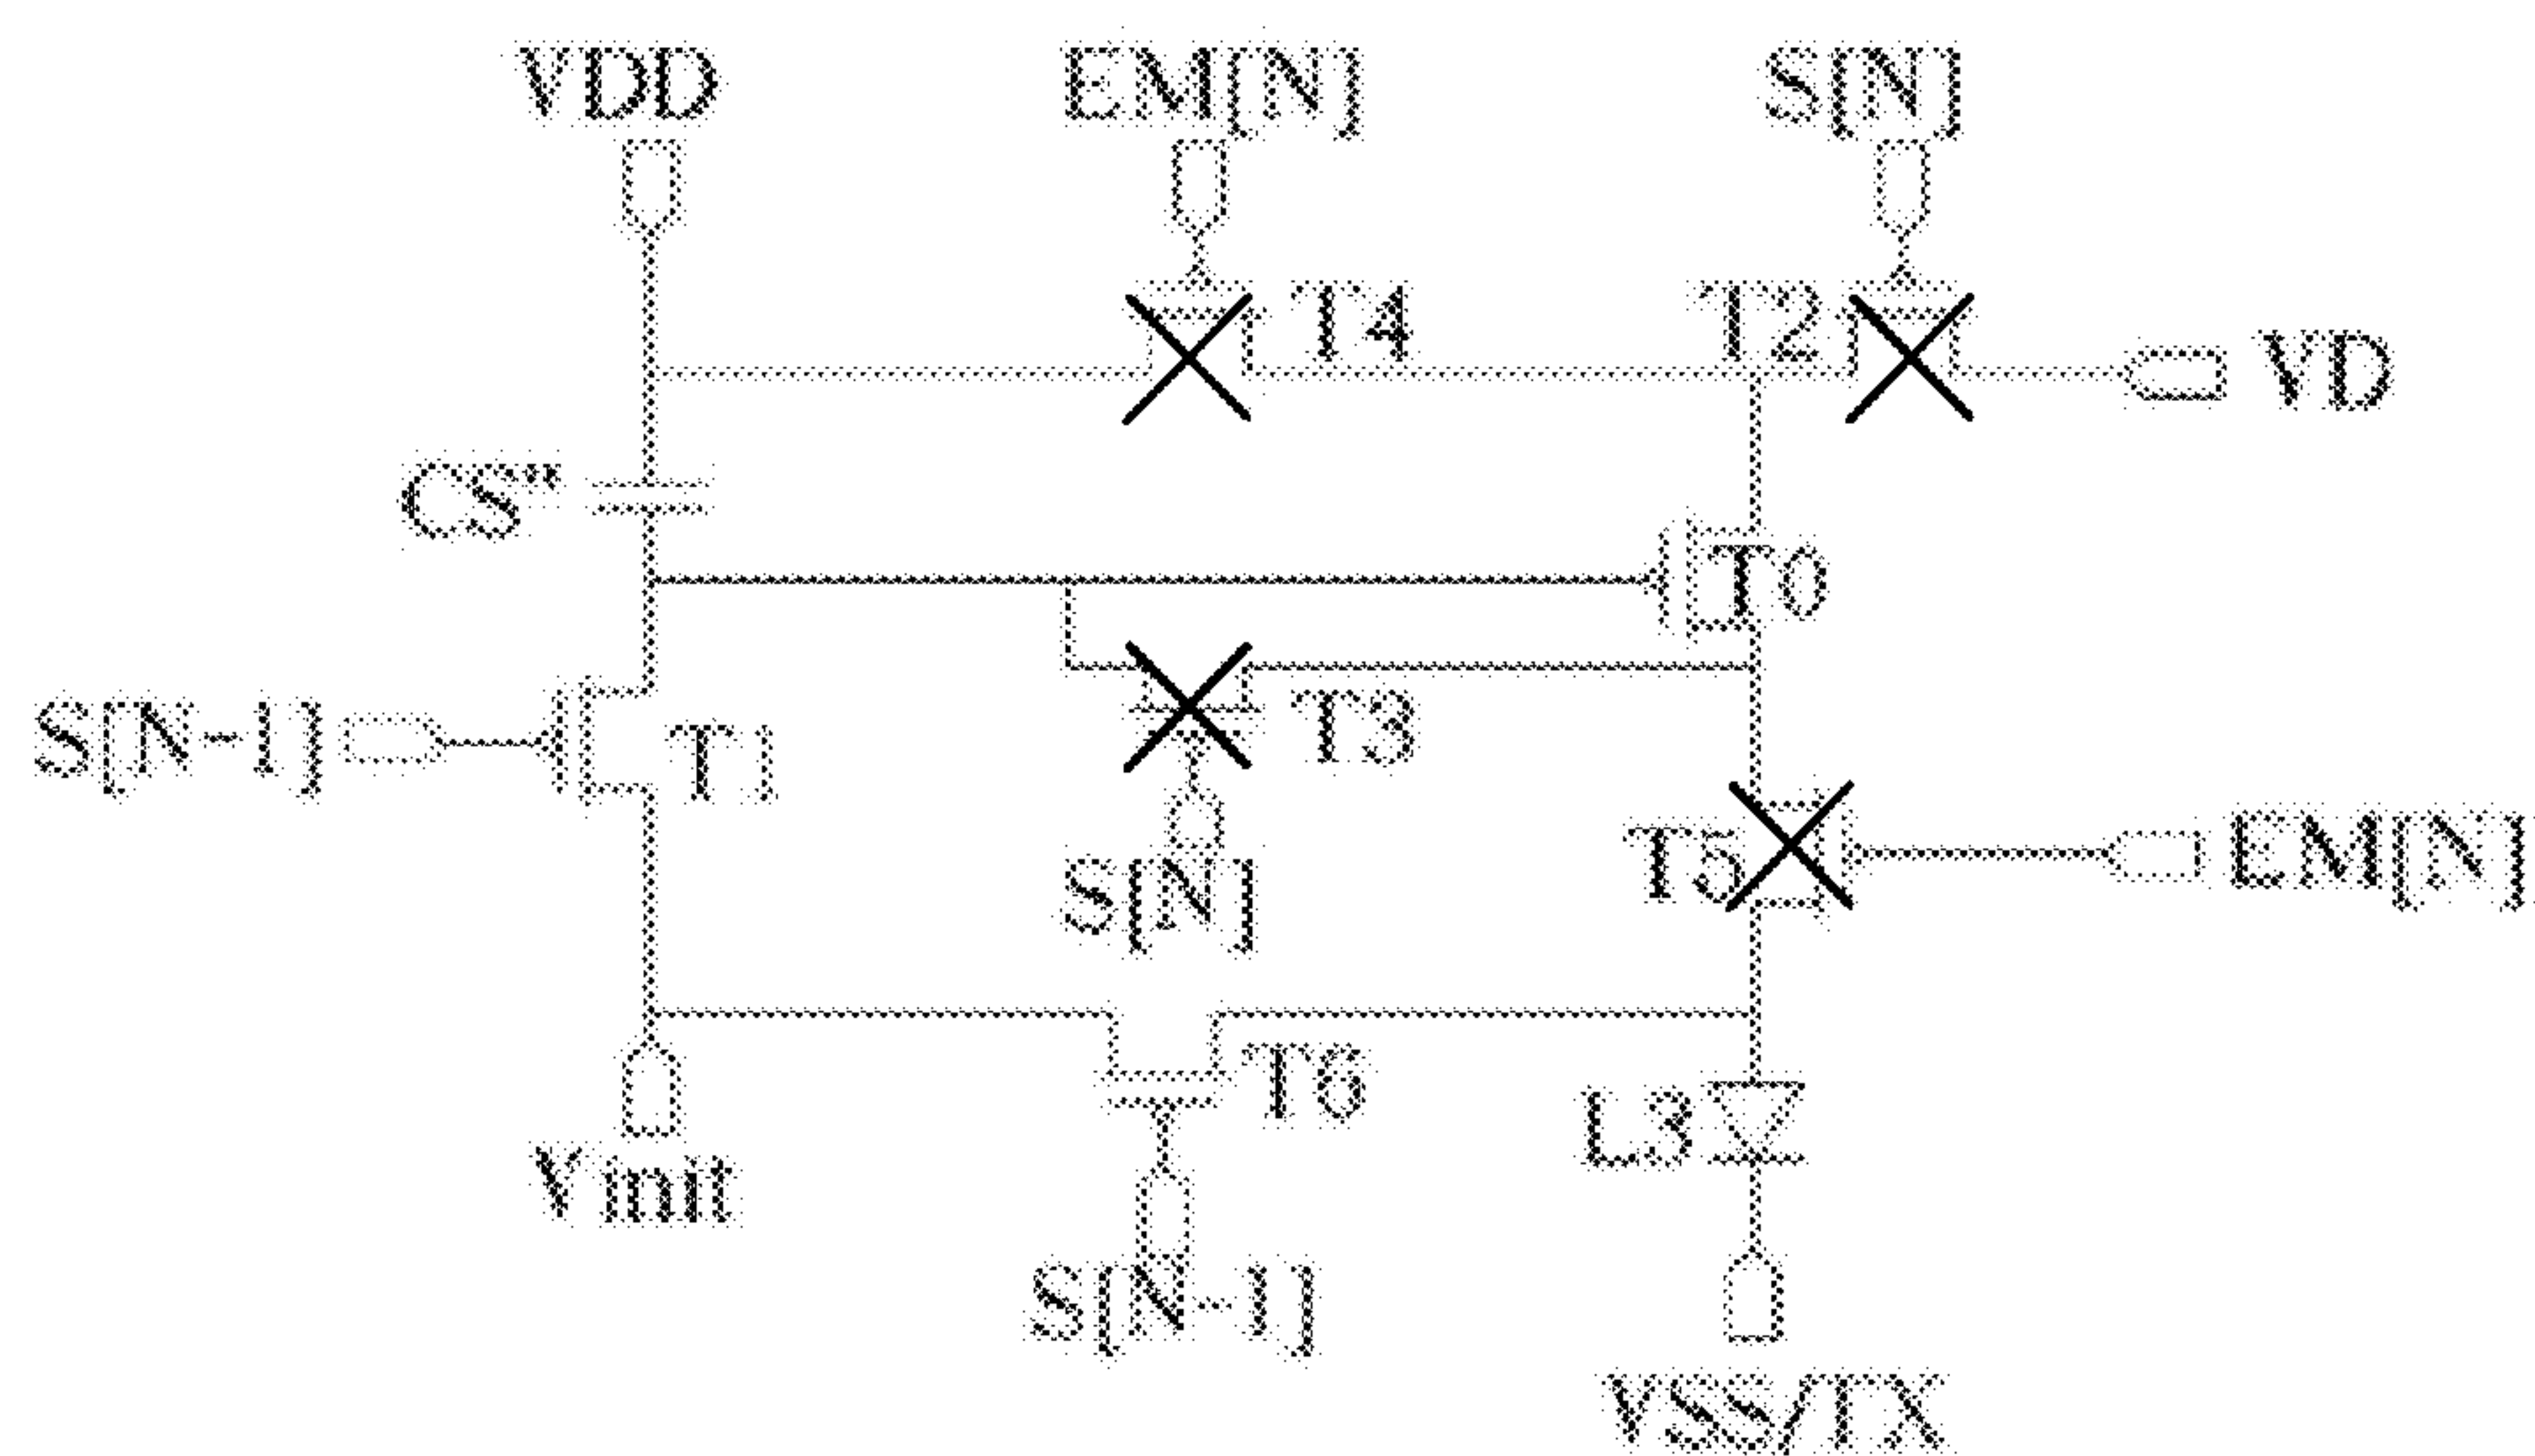 VDD
EM[N]
S[N]
T4
T2
VD
CS"
T0
S[N-1]
T1
T3
T5
EM[N]
S[N]
T6
L3
Vinit
S[N-1]
VSS/TX